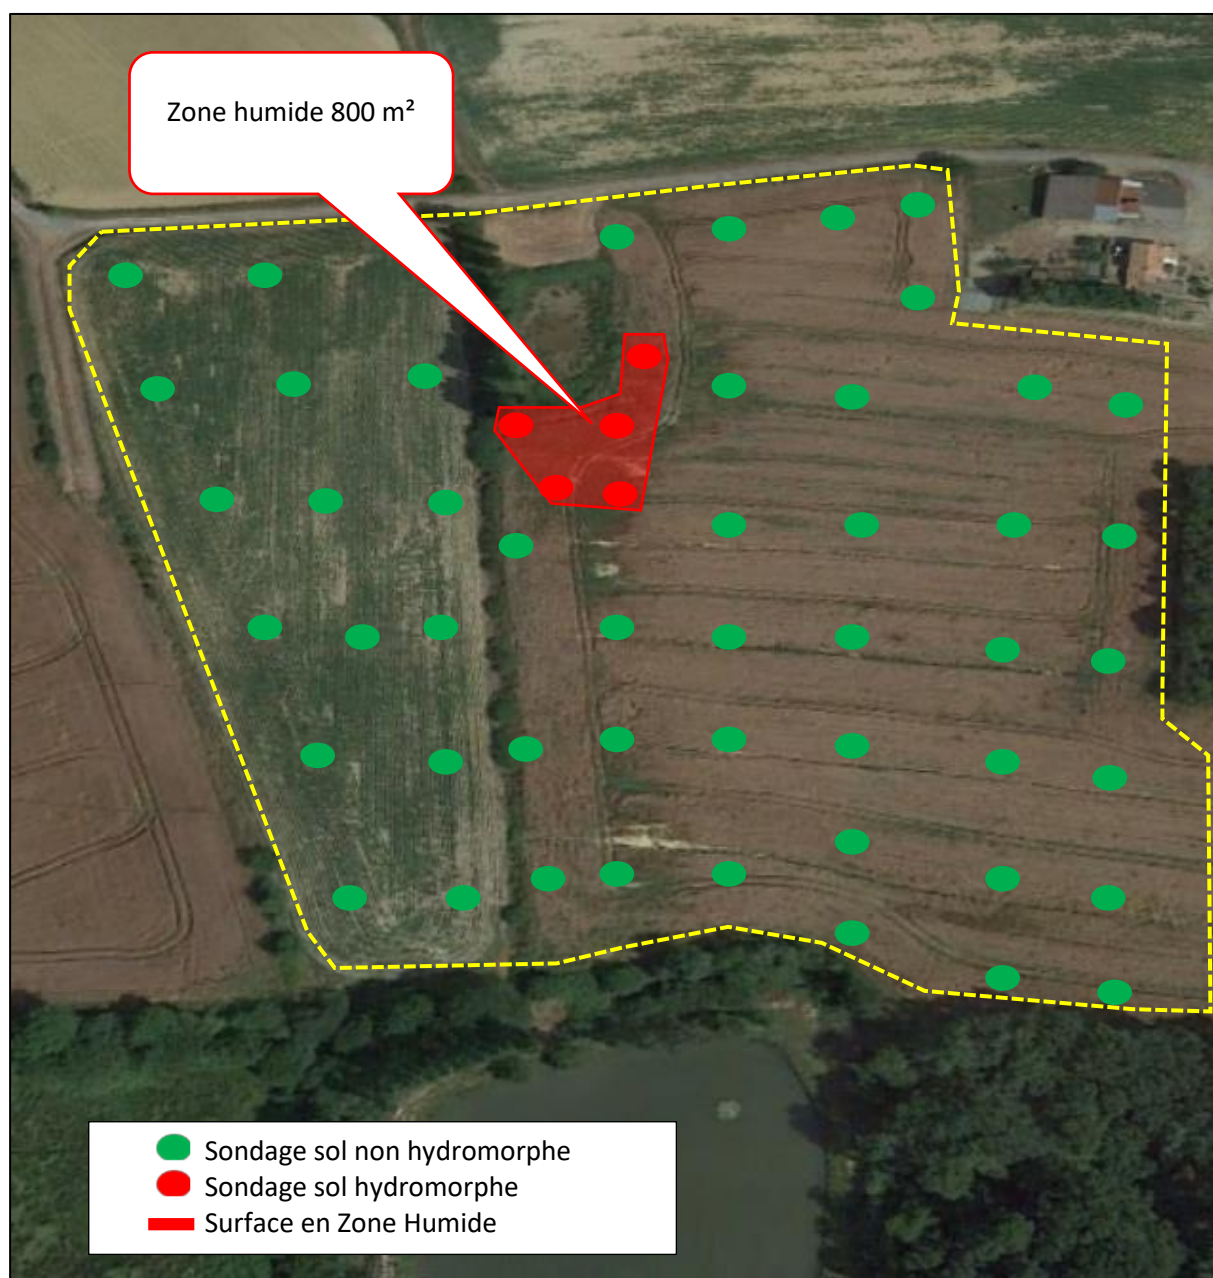 Zone humide 800 m²
Sondage sol non hydromorphe
Sondage sol hydromorphe
Surface en Zone Humide